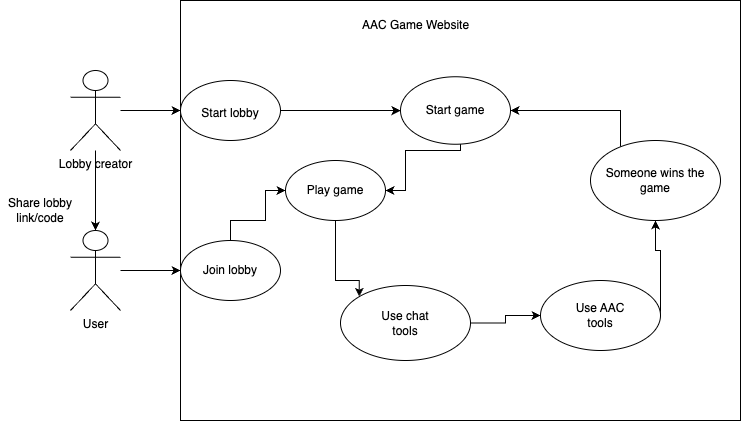 AAC Game Website
Start lobby
Start game
Lobby creator
Someone wins the
game
Play game
Share lobby
link/code
Join lobby
Use chat
tools
Use AAC
tools
User